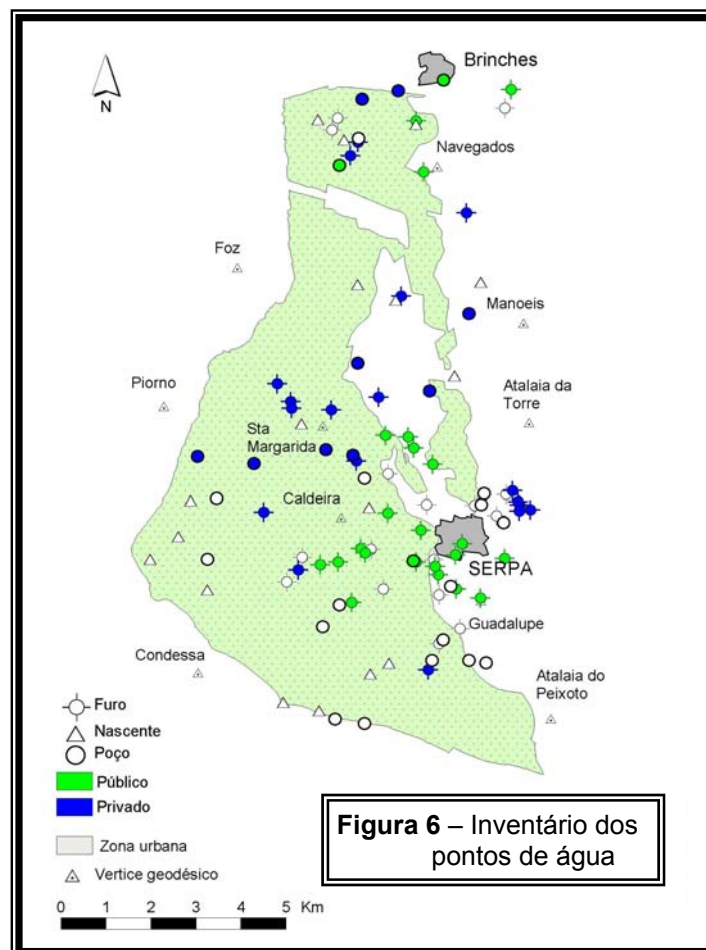 Brinches
N
Navegados
Foz
Manoeis
Piorno
Atalaia da
Torre
Sta
Margarida
Caldeira
SERPA
Guadalupe
Condessa
Atalaia do
Peixoto
Furo
Nascente
Poço
Público
Privado
Zona urbana
Vertice geodésico
0 1 2 3 4 5 Km
Figura 6 – Inventário dos
pontos de água